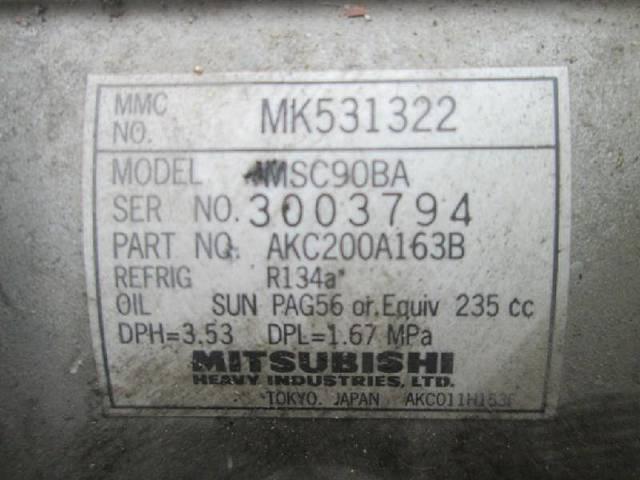 MMC
NO. MK531322
MODEL MSC90BA
SER NO. 3003794
PART NO. AKC200A163B
REFRIG R134a
OIL SUN PAG56 or Equiv 235 cc
DPH=3.53 DPL=1.67 MPa
MITSUBISHI
HEAVY INDUSTRIES, LTD.
TOKYO. JAPAN